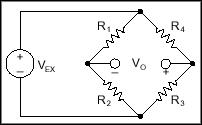 R1 R4
+
− VEX
− VO +
R2 R3